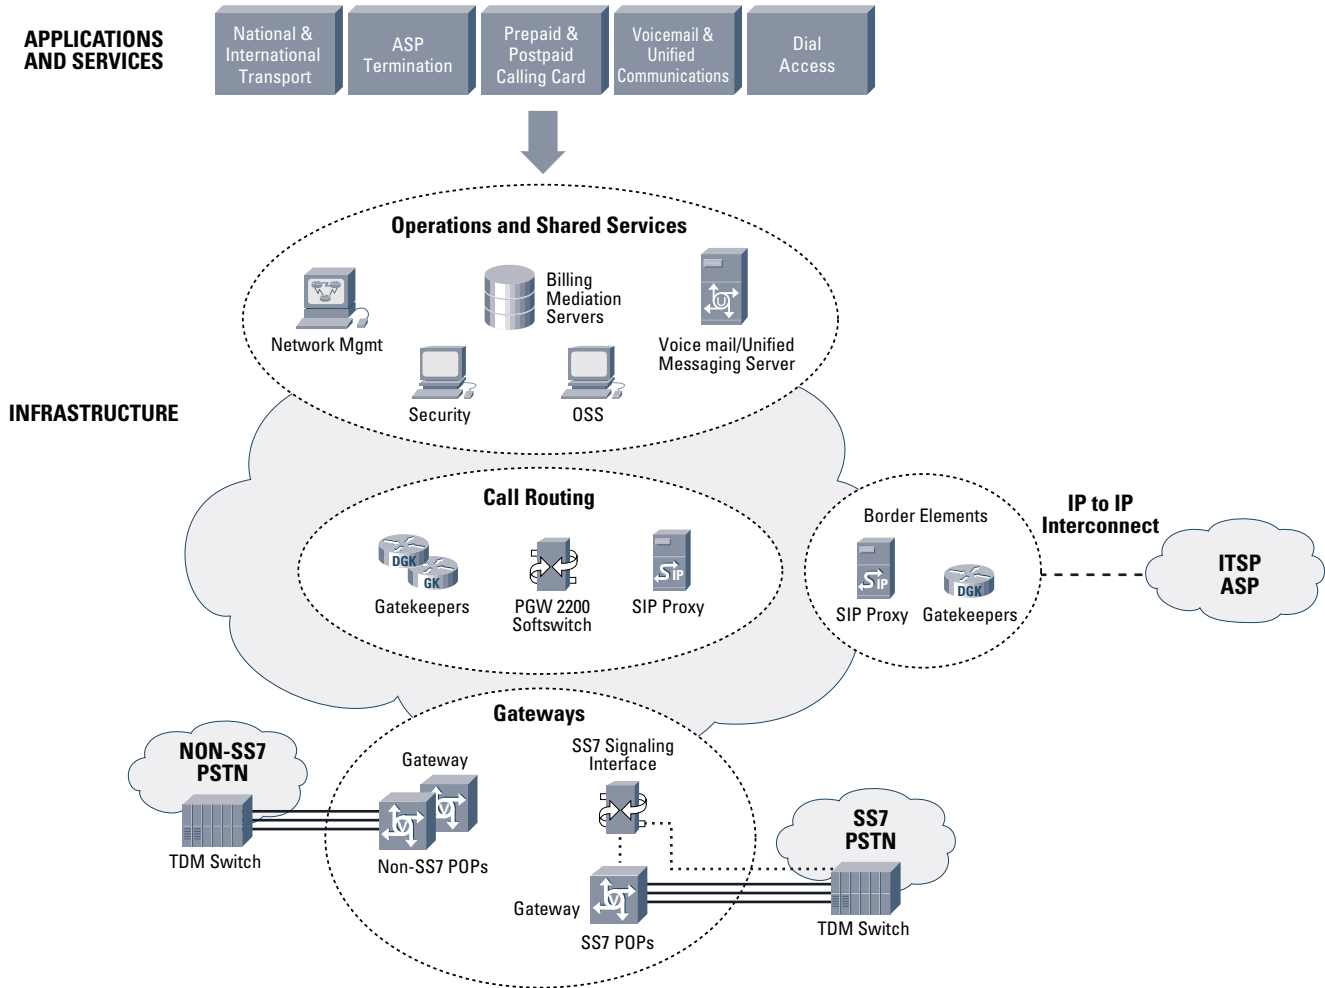 APPLICATIONS
AND SERVICES
National &
International
Transport
ASP
Termination
Prepaid &
Postpaid
Calling Card
Voicemail &
Unified
Communications
Dial
Access
Operations and Shared Services
Billing
Mediation
Servers
Network Mgmt
U
Voice mail/Unified
Messaging Server
Security
OSS
INFRASTRUCTURE
Call Routing
DGK
GK
Gatekeepers
PGW 2200
Softswitch
SIP
SIP Proxy
Border Elements
SIP
SIP Proxy
DGK
Gatekeepers
IP to IP
Interconnect
ITSP
ASP
Gateways
NON-SS7
PSTN
TDM Switch
Gateway
V
V
Non-SS7 POPs
SS7 Signaling
Interface
Gateway
V
SS7 POPs
SS7
PSTN
TDM Switch